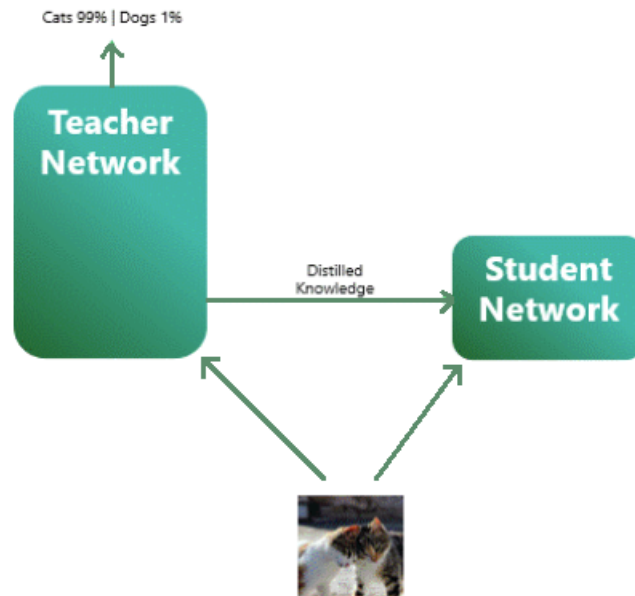 Cats 99% | Dogs 1%
Teacher
Network
Distilled
Knowledge
Student
Network